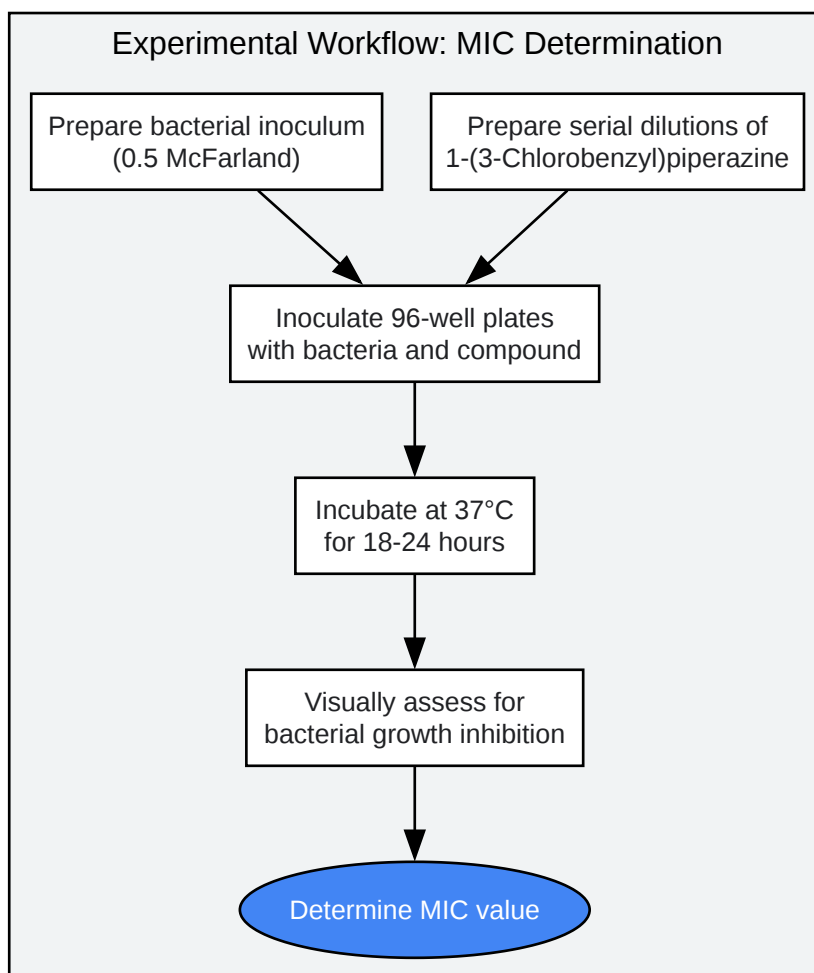 Experimental Workflow: MIC Determination
Prepare bacterial inoculum
(0.5 McFarland)
Prepare serial dilutions of
1-(3-Chlorobenzyl)piperazine
Inoculate 96-well plates
with bacteria and compound
Incubate at 37°C
for 18-24 hours
Visually assess for
bacterial growth inhibition
Determine MIC value